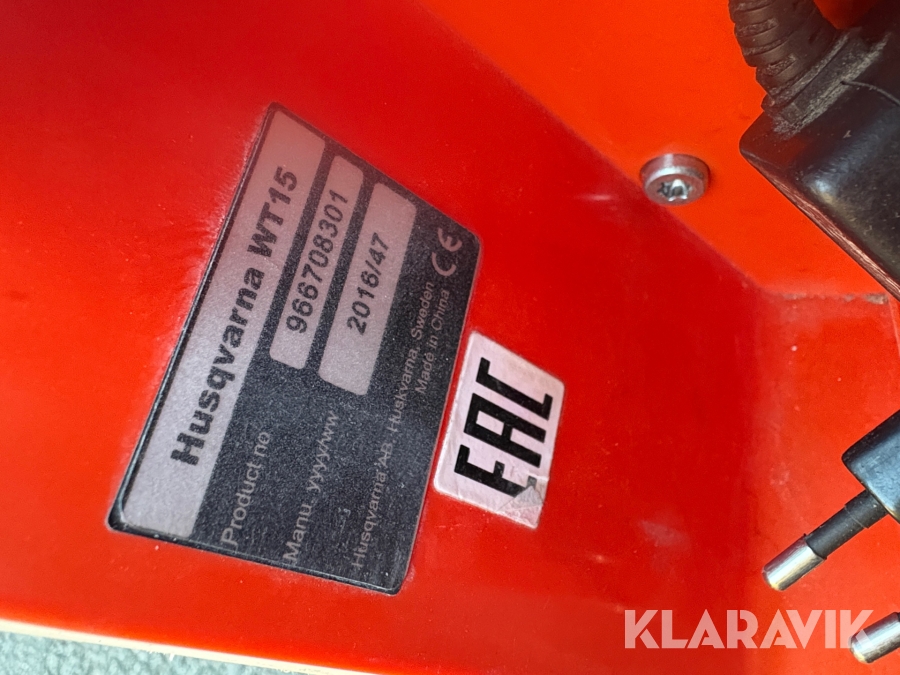 Husqvarna WT15
Product no 966708301
Manu. yyyy/ww 2016/47
Husqvarna AB, Huskvarna, Sweden
Made in China CE
EAC
KLARAVIK